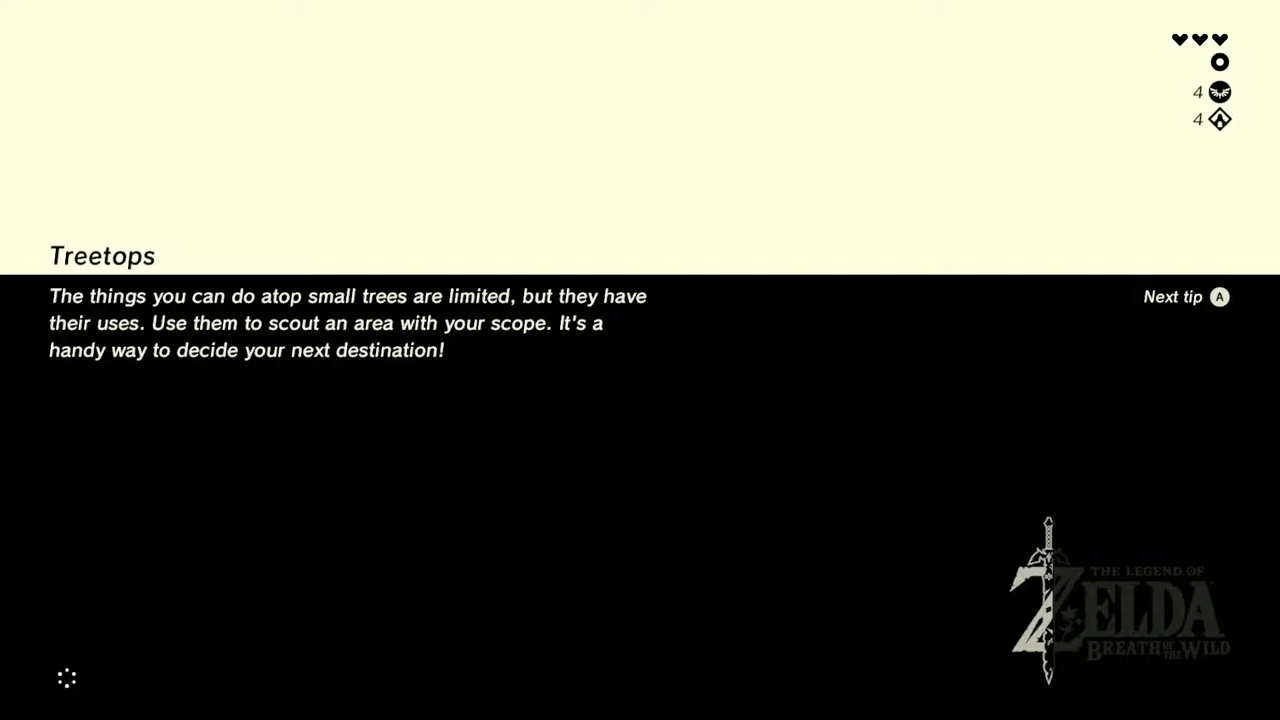 4
4
Treetops
The things you can do atop small trees are limited, but they have
their uses. Use them to scout an area with your scope. It's a
handy way to decide your next destination!
Next tip A
THE LEGEND OF
ZELDA
BREATH OF THE WILD